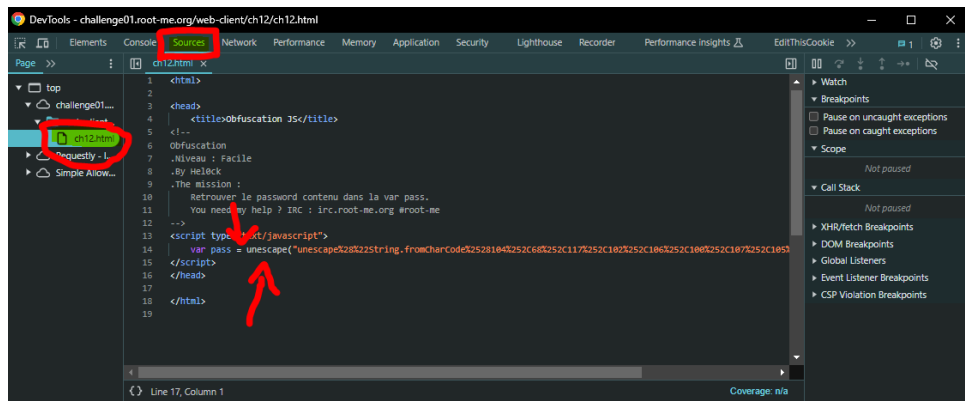 DevTools - challenge01.root-me.org/web-client/ch12/ch12.html
Elements Console Sources Network Performance Memory Application Security Lighthouse Recorder Performance insights EditThisCookie >> 1
Page >> ch12.html ×
top
challenge01....
ch12.html
Requestly - I...
Simple Allow...
1 <html>
2
3 <head>
4 <title>Obfuscation JS</title>
5 <!--
6 Obfuscation
7 .Niveau : Facile
8 .By Hel0ck
9 .The mission :
10 Retrouver le password contenu dans la var pass.
11 You need my help ? IRC : irc.root-me.org #root-me
12 -->
13 <script type="text/javascript">
14 var pass = unescape("unescape%28%22String.fromCharCode%2528104%252C68%252C117%252C102%252C106%252C100%252C107%252C105%
15 </script>
16 </head>
17
18 </html>
19
{ } Line 17, Column 1 Coverage: n/a
Watch
Breakpoints
Pause on uncaught exceptions
Pause on caught exceptions
Scope
Not paused
Call Stack
Not paused
XHR/fetch Breakpoints
DOM Breakpoints
Global Listeners
Event Listener Breakpoints
CSP Violation Breakpoints